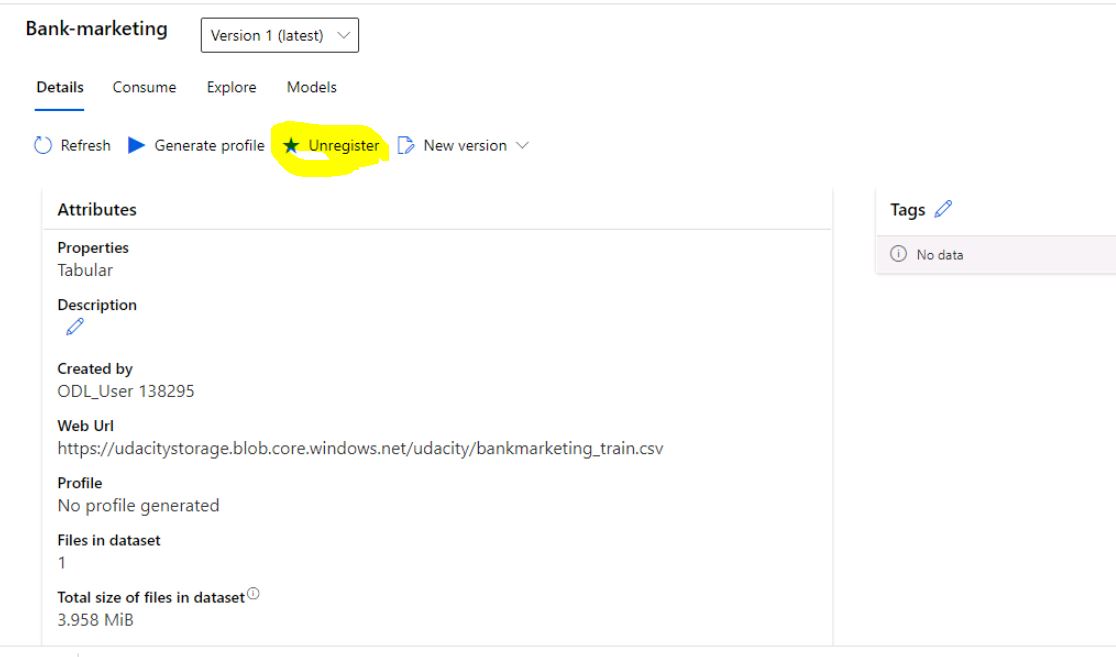 Bank-marketing
Version 1 (latest)
Details Consume Explore Models
Refresh Generate profile Unregister New version
Attributes
Tags
Properties
Tabular
No data
Description
Created by
ODL_User 138295
Web Url
https://udacitystorage.blob.core.windows.net/udacity/bankmarketing_train.csv
Profile
No profile generated
Files in dataset
1
Total size of files in dataset
3.958 MiB